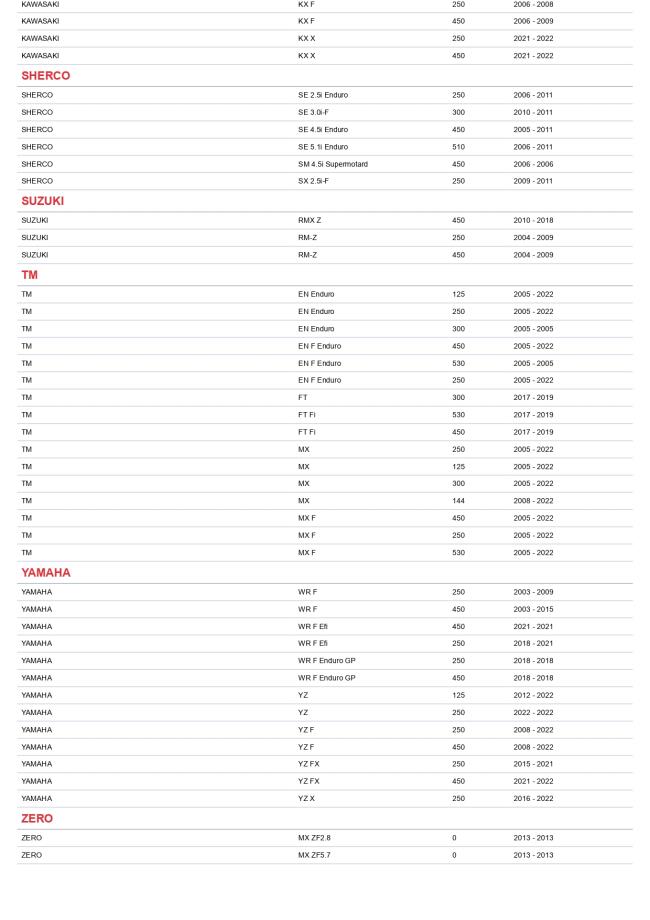 KAWASAKI KX F 250 2006 - 2008
KAWASAKI KX F 450 2006 - 2009
KAWASAKI KX X 250 2021 - 2022
KAWASAKI KX X 450 2021 - 2022
SHERCO
SHERCO SE 2.5i Enduro 250 2006 - 2011
SHERCO SE 3.0i-F 300 2010 - 2011
SHERCO SE 4.5i Enduro 450 2005 - 2011
SHERCO SE 5.1i Enduro 510 2006 - 2011
SHERCO SM 4.5i Supermotard 450 2006 - 2006
SHERCO SX 2.5i-F 250 2009 - 2011
SUZUKI
SUZUKI RMX Z 450 2010 - 2018
SUZUKI RM-Z 250 2004 - 2009
SUZUKI RM-Z 450 2004 - 2009
TM
TM EN Enduro 125 2005 - 2022
TM EN Enduro 250 2005 - 2022
TM EN Enduro 300 2005 - 2005
TM EN F Enduro 450 2005 - 2022
TM EN F Enduro 530 2005 - 2005
TM EN F Enduro 250 2005 - 2022
TM FT 300 2017 - 2019
TM FT Fi 530 2017 - 2019
TM FT Fi 450 2017 - 2019
TM MX 250 2005 - 2022
TM MX 125 2005 - 2022
TM MX 300 2005 - 2022
TM MX 144 2008 - 2022
TM MX F 450 2005 - 2022
TM MX F 250 2005 - 2022
TM MX F 530 2005 - 2022
YAMAHA
YAMAHA WR F 250 2003 - 2009
YAMAHA WR F 450 2003 - 2015
YAMAHA WR F Efi 450 2021 - 2021
YAMAHA WR F Efi 250 2018 - 2021
YAMAHA WR F Enduro GP 250 2018 - 2018
YAMAHA WR F Enduro GP 450 2018 - 2018
YAMAHA YZ 125 2012 - 2022
YAMAHA YZ 250 2022 - 2022
YAMAHA YZ F 250 2008 - 2022
YAMAHA YZ F 450 2008 - 2022
YAMAHA YZ FX 250 2015 - 2021
YAMAHA YZ FX 450 2021 - 2022
YAMAHA YZ X 250 2016 - 2022
ZERO
ZERO MX ZF2.8 0 2013 - 2013
ZERO MX ZF5.7 0 2013 - 2013